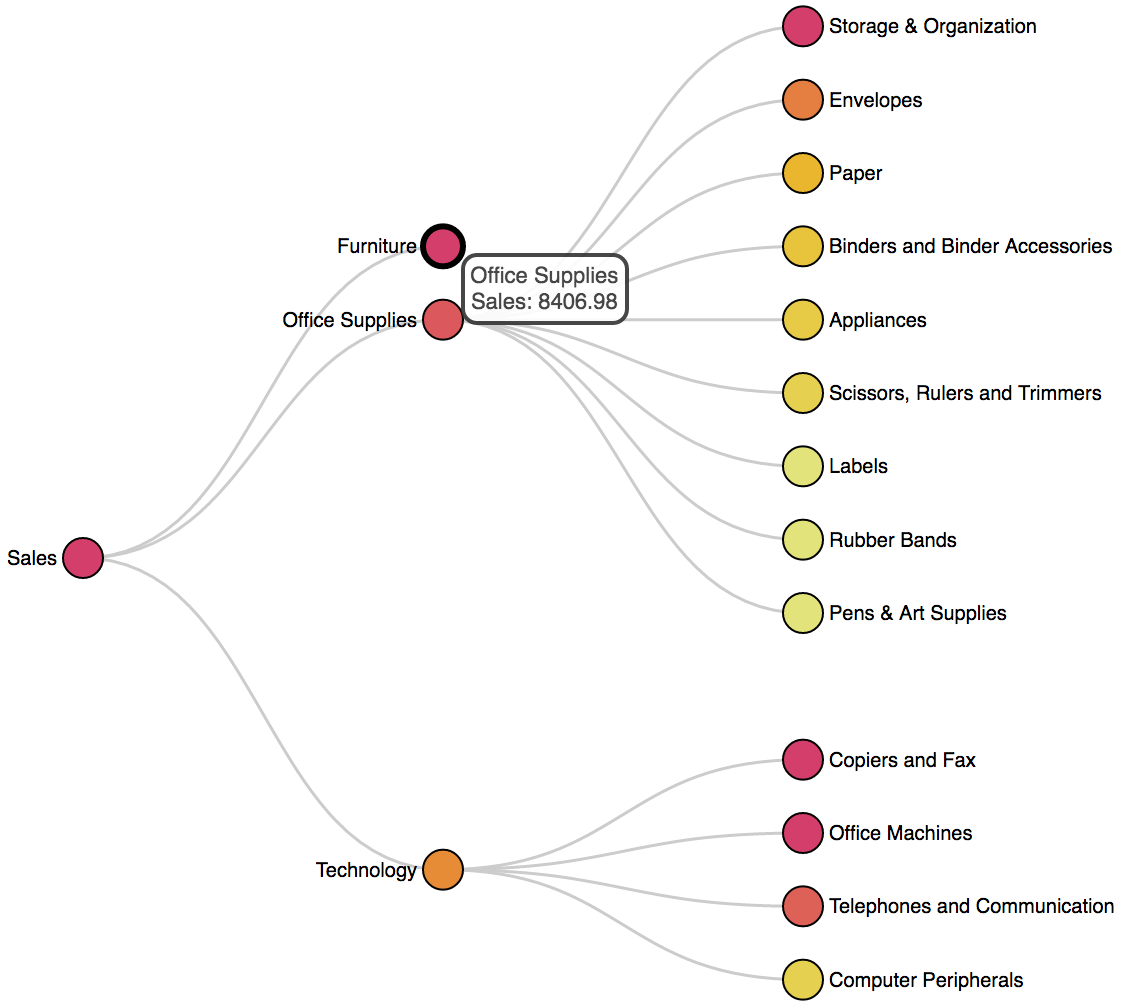 Storage & Organization
Envelopes
Paper
Furniture
Binders and Binder Accessories
Office Supplies
Sales: 8406.98
Office Supplies
Appliances
Scissors, Rulers and Trimmers
Labels
Rubber Bands
Sales
Pens & Art Supplies
Copiers and Fax
Office Machines
Technology
Telephones and Communication
Computer Peripherals